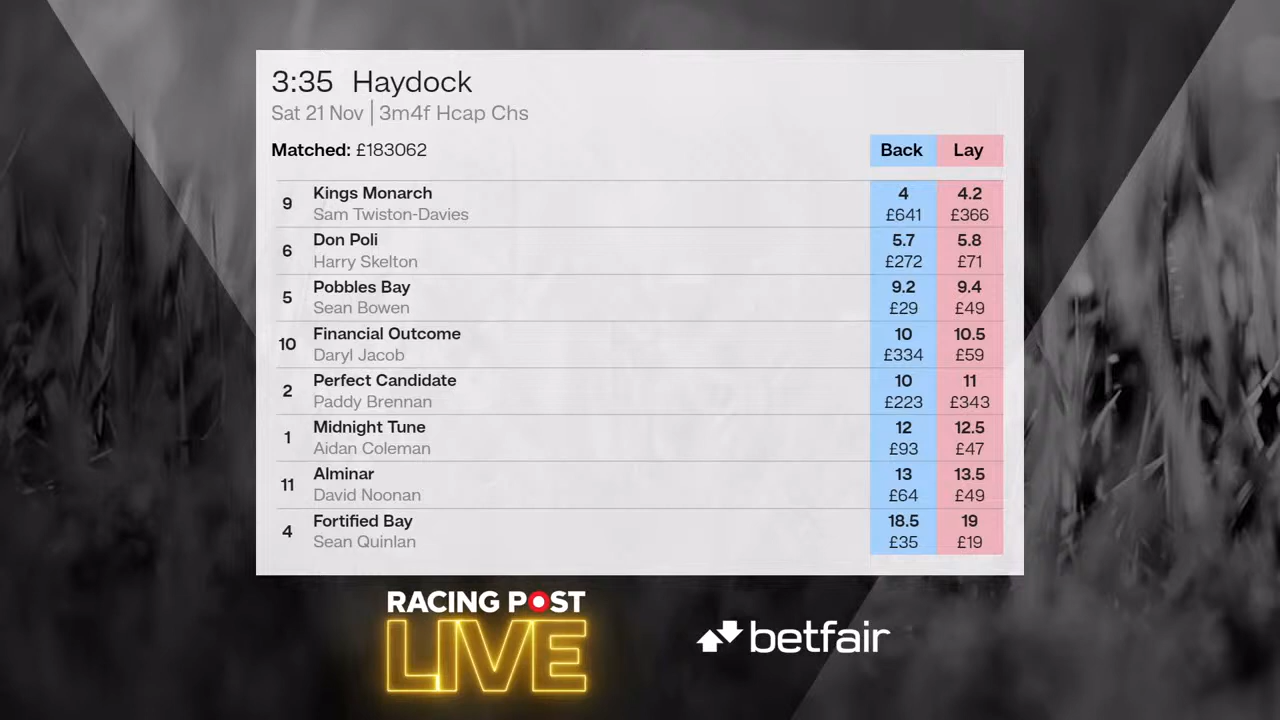 3:35 Haydock
Sat 21 Nov | 3m4f Hcap Chs
Matched: £183062 Back Lay
9 Kings Monarch 4 4.2
Sam Twiston-Davies £641 £366
6 Don Poli 5.7 5.8
Harry Skelton £272 £71
5 Pobbles Bay 9.2 9.4
Sean Bowen £29 £49
10 Financial Outcome 10 10.5
Daryl Jacob £334 £59
2 Perfect Candidate 10 11
Paddy Brennan £223 £343
1 Midnight Tune 12 12.5
Aidan Coleman £93 £47
11 Alminar 13 13.5
David Noonan £64 £49
4 Fortified Bay 18.5 19
Sean Quinlan £35 £19
RACING POST
LIVE
betfair